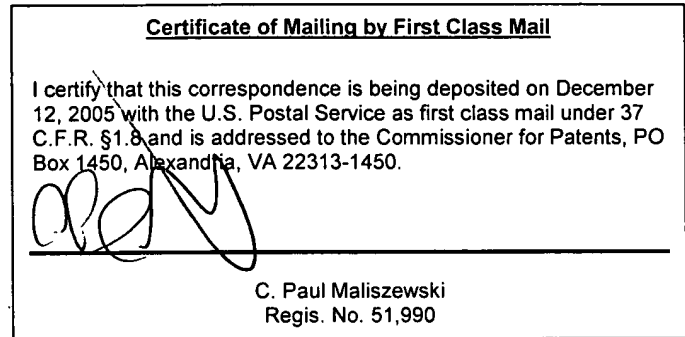 Certificate of Mailing by First Class Mail
I certify that this correspondence is being deposited on December
12, 2005 with the U.S. Postal Service as first class mail under 37
C.F.R. §1.8 and is addressed to the Commissioner for Patents, PO
Box 1450, Alexandria, VA 22313-1450.
C. Paul Maliszewski
Regis. No. 51,990